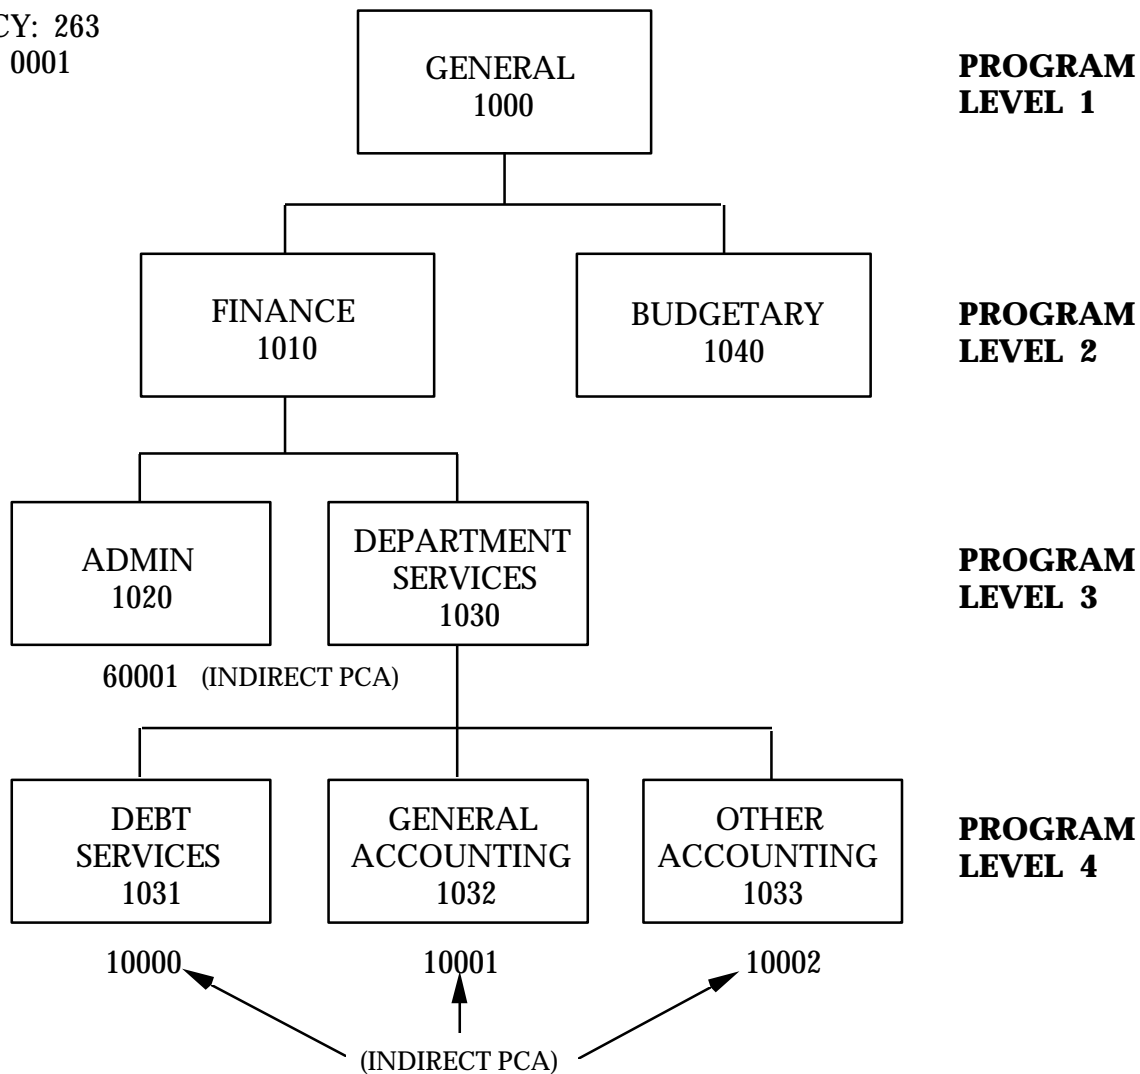 CY: 263
0001
GENERAL
1000
PROGRAM
LEVEL 1
FINANCE
1010
BUDGETARY
1040
PROGRAM
LEVEL 2
ADMIN
1020
DEPARTMENT
SERVICES
1030
PROGRAM
LEVEL 3
60001 (INDIRECT PCA)
DEBT
SERVICES
1031
GENERAL
ACCOUNTING
1032
OTHER
ACCOUNTING
1033
PROGRAM
LEVEL 4
10000
10001
10002
(INDIRECT PCA)